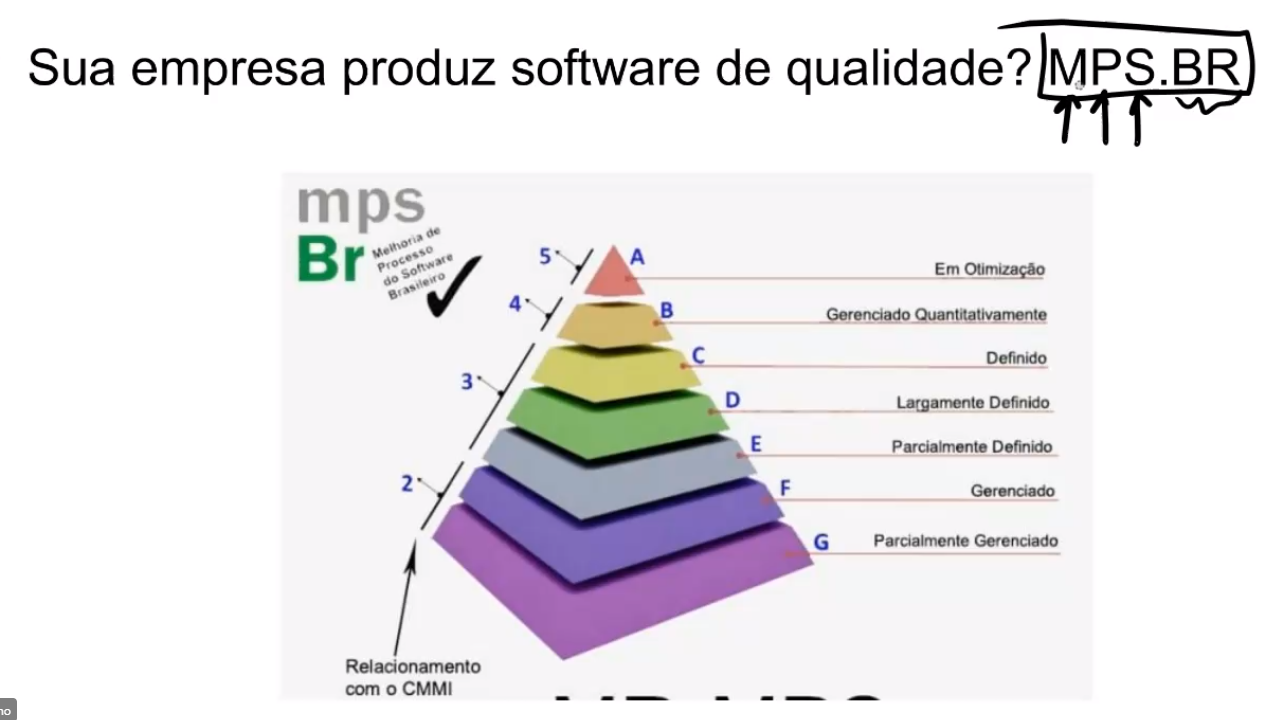 Sua empresa produz software de qualidade? MPS.BR
mps
Br
Melhoria de
Processo
do Software
Brasileiro
5
A
Em Otimização
4
B
Gerenciado Quantitativamente
C
Definido
3
D
Largamente Definido
E
Parcialmente Definido
2
F
Gerenciado
G
Parcialmente Gerenciado
Relacionamento
com o CMMI